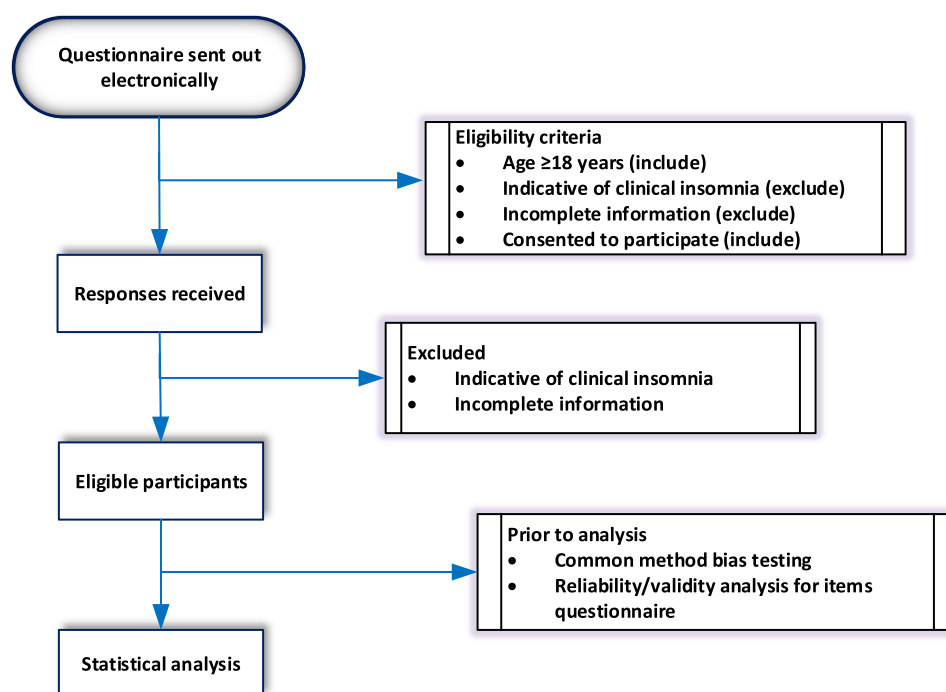 Questionnaire sent out
electronically
Eligibility criteria
• Age ≥18 years (include)
• Indicative of clinical insomnia (exclude)
• Incomplete information (exclude)
• Consented to participate (include)
Responses received
Excluded
• Indicative of clinical insomnia
• Incomplete information
Eligible participants
Prior to analysis
• Common method bias testing
• Reliability/validity analysis for items
questionnaire
Statistical analysis